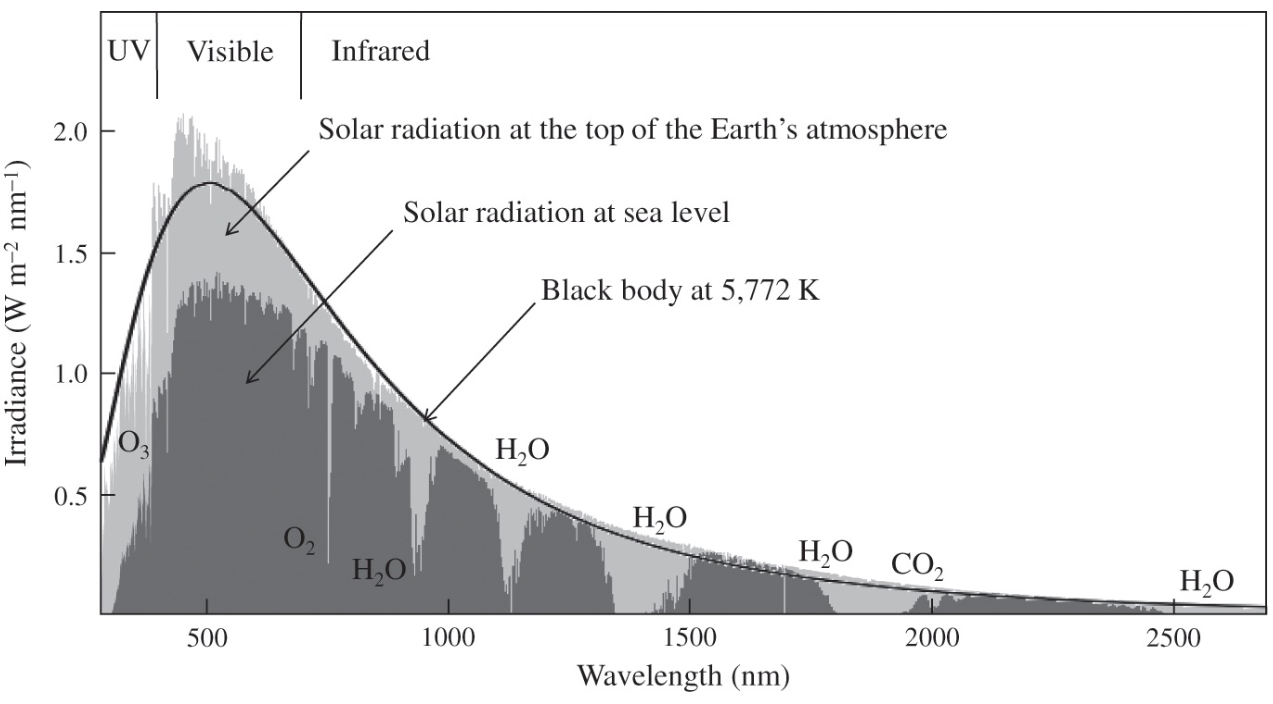 UV Visible Infrared
Solar radiation at the top of the Earth’s atmosphere
Solar radiation at sea level
Black body at 5,772 K
Irradiance (W m⁻² nm⁻¹)
2.0
1.5
1.0
0.5
O₃
O₂
H₂O
H₂O
H₂O
H₂O
CO₂
H₂O
500 1000 1500 2000 2500
Wavelength (nm)